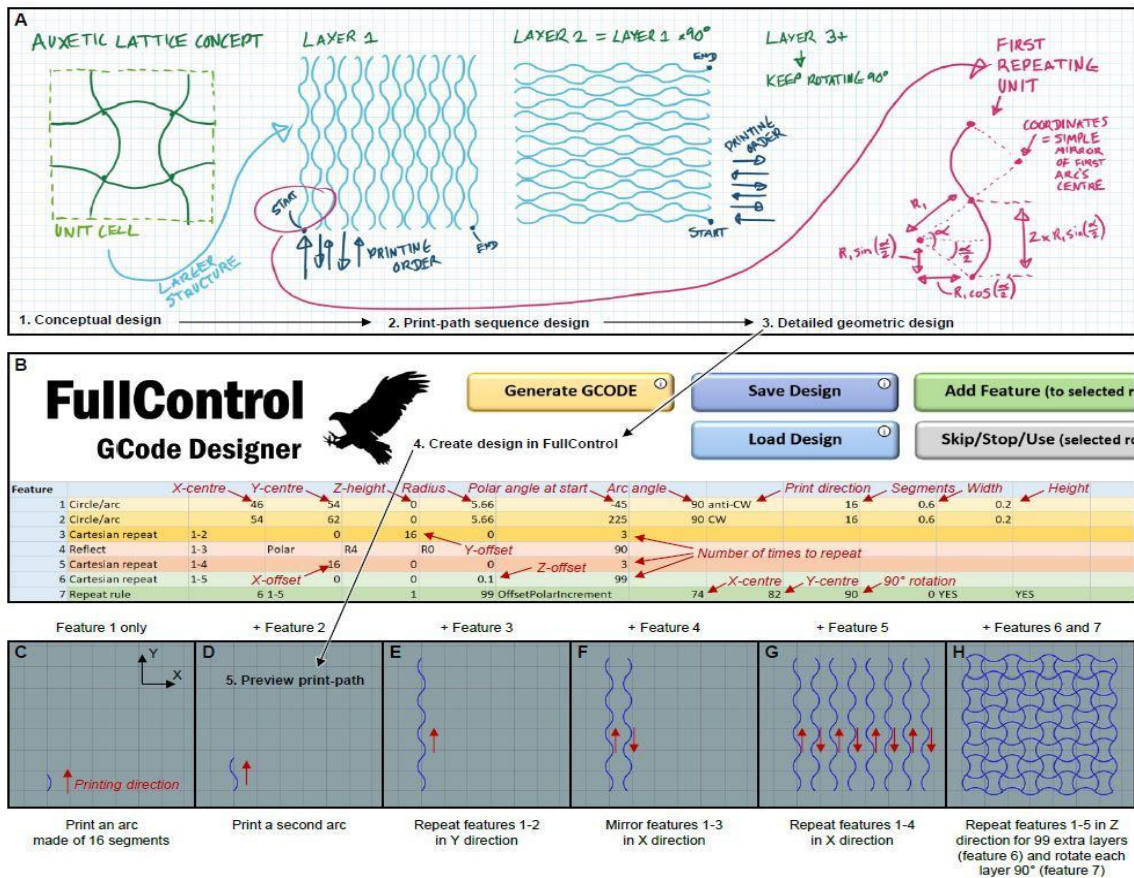 A
AUXETIC LATTICE CONCEPT
UNIT CELL
LARGER
STRUCTURE
LAYER 1
START
PRINTING
ORDER
END
LAYER 2 = LAYER 1 x90°
END
PRINTING
ORDER
START
LAYER 3+
KEEP ROTATING 90°
FIRST
REPEATING
UNIT
COORDINATES
= SIMPLE
MIRROR
OF FIRST
ARC'S
CENTRE
R₁
α
α/2
R₁ sin(α/2)
2 x R₁ sin(α/2)
R₁ cos(α/2)
1. Conceptual design
2. Print-path sequence design
3. Detailed geometric design
B
FullControl
GCode Designer
Generate GCODE
Save Design
Add Feature (to selected r
Load Design
Skip/Stop/Use (selected ro
4. Create design in FullControl
Feature X-centre Y-centre Z-height Radius Polar angle at start Arc angle Print direction Segments Width Height
1 Circle/arc 46 54 0 5.66 -45 90 anti-CW 16 0.6 0.2
2 Circle/arc 54 62 0 5.66 225 90 CW 16 0.6 0.2
3 Cartesian repeat 1-2 0 16 0 3
4 Reflect 1-3 Polar R4 R0 90
Y-offset
Number of times to repeat
5 Cartesian repeat 1-4 16 0 0 3
X-offset
Z-offset
X-centre Y-centre 90° rotation
6 Cartesian repeat 1-5 0 0 0.1 99
7 Repeat rule 6 1-5 1 99 OffsetPolarIncrement 74 82 90 0 YES YES
Feature 1 only
+ Feature 2
+ Feature 3
+ Feature 4
+ Feature 5
+ Features 6 and 7
C
Y
X
Printing direction
D
5. Preview print-path
E
F
G
H
Print an arc
made of 16 segments
Print a second arc
Repeat features 1-2
in Y direction
Mirror features 1-3
in X direction
Repeat features 1-4
in X direction
Repeat features 1-5 in Z
direction for 99 extra layers
(feature 6) and rotate each
layer 90° (feature 7)